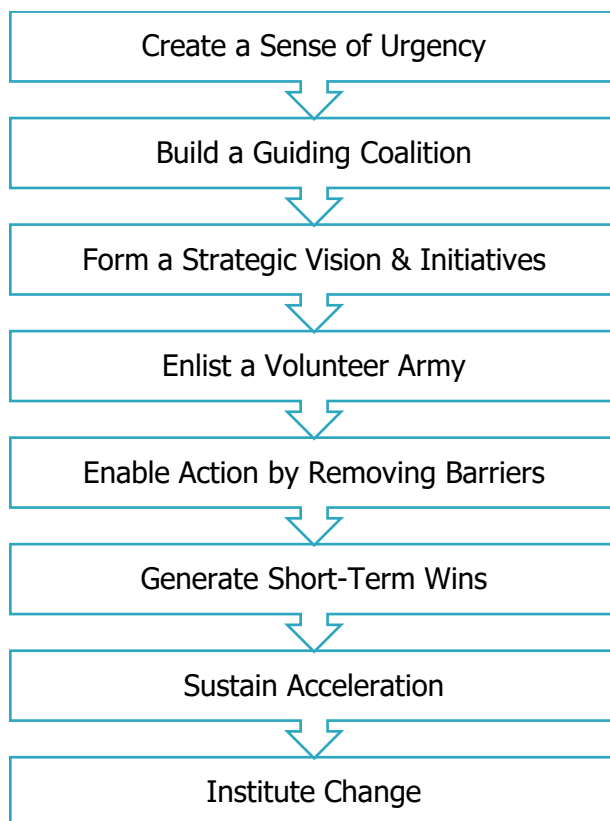 Create a Sense of Urgency
Build a Guiding Coalition
Form a Strategic Vision & Initiatives
Enlist a Volunteer Army
Enable Action by Removing Barriers
Generate Short-Term Wins
Sustain Acceleration
Institute Change